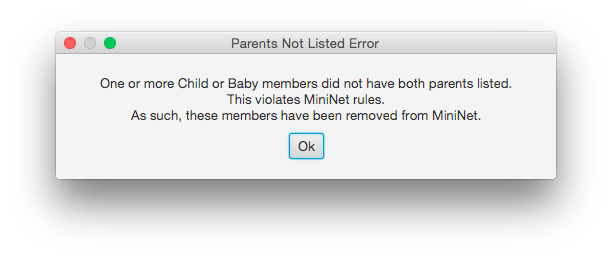 Parents Not Listed Error
One or more Child or Baby members did not have both parents listed.
This violates MiniNet rules.
As such, these members have been removed from MiniNet.
Ok